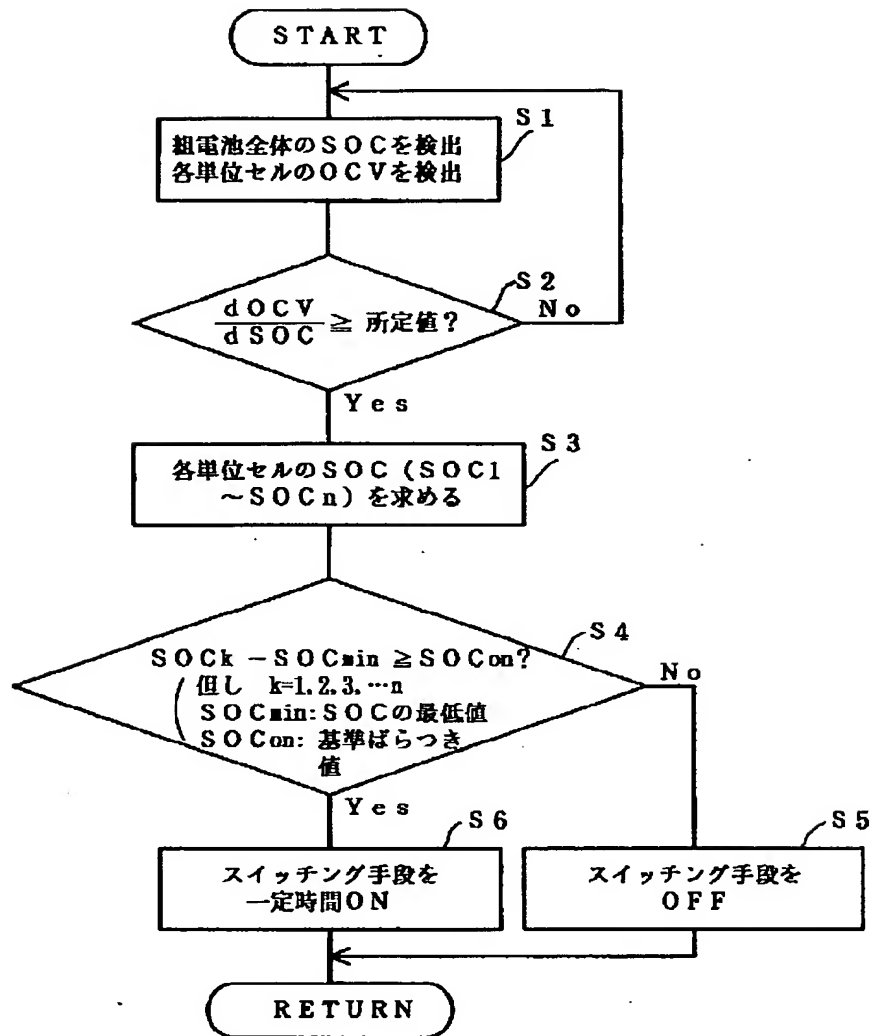 START
S1
組電池全体のSOCを検出
各単位セルのOCVを検出
S2
dOCV
dSOC
≧ 所定値?
No
Yes
S3
各単位セルのSOC(SOC1
~SOCn)を求める
S4
SOCk -SOCmin ≧SOCon?
No
但し k=1.2.3.…n
SOCmin:SOCの最低値
SOCon: 基準ばらつき
値
Yes
S6
S5
スイッチング手段を
一定時間ON
スイッチング手段を
OFF
RETURN